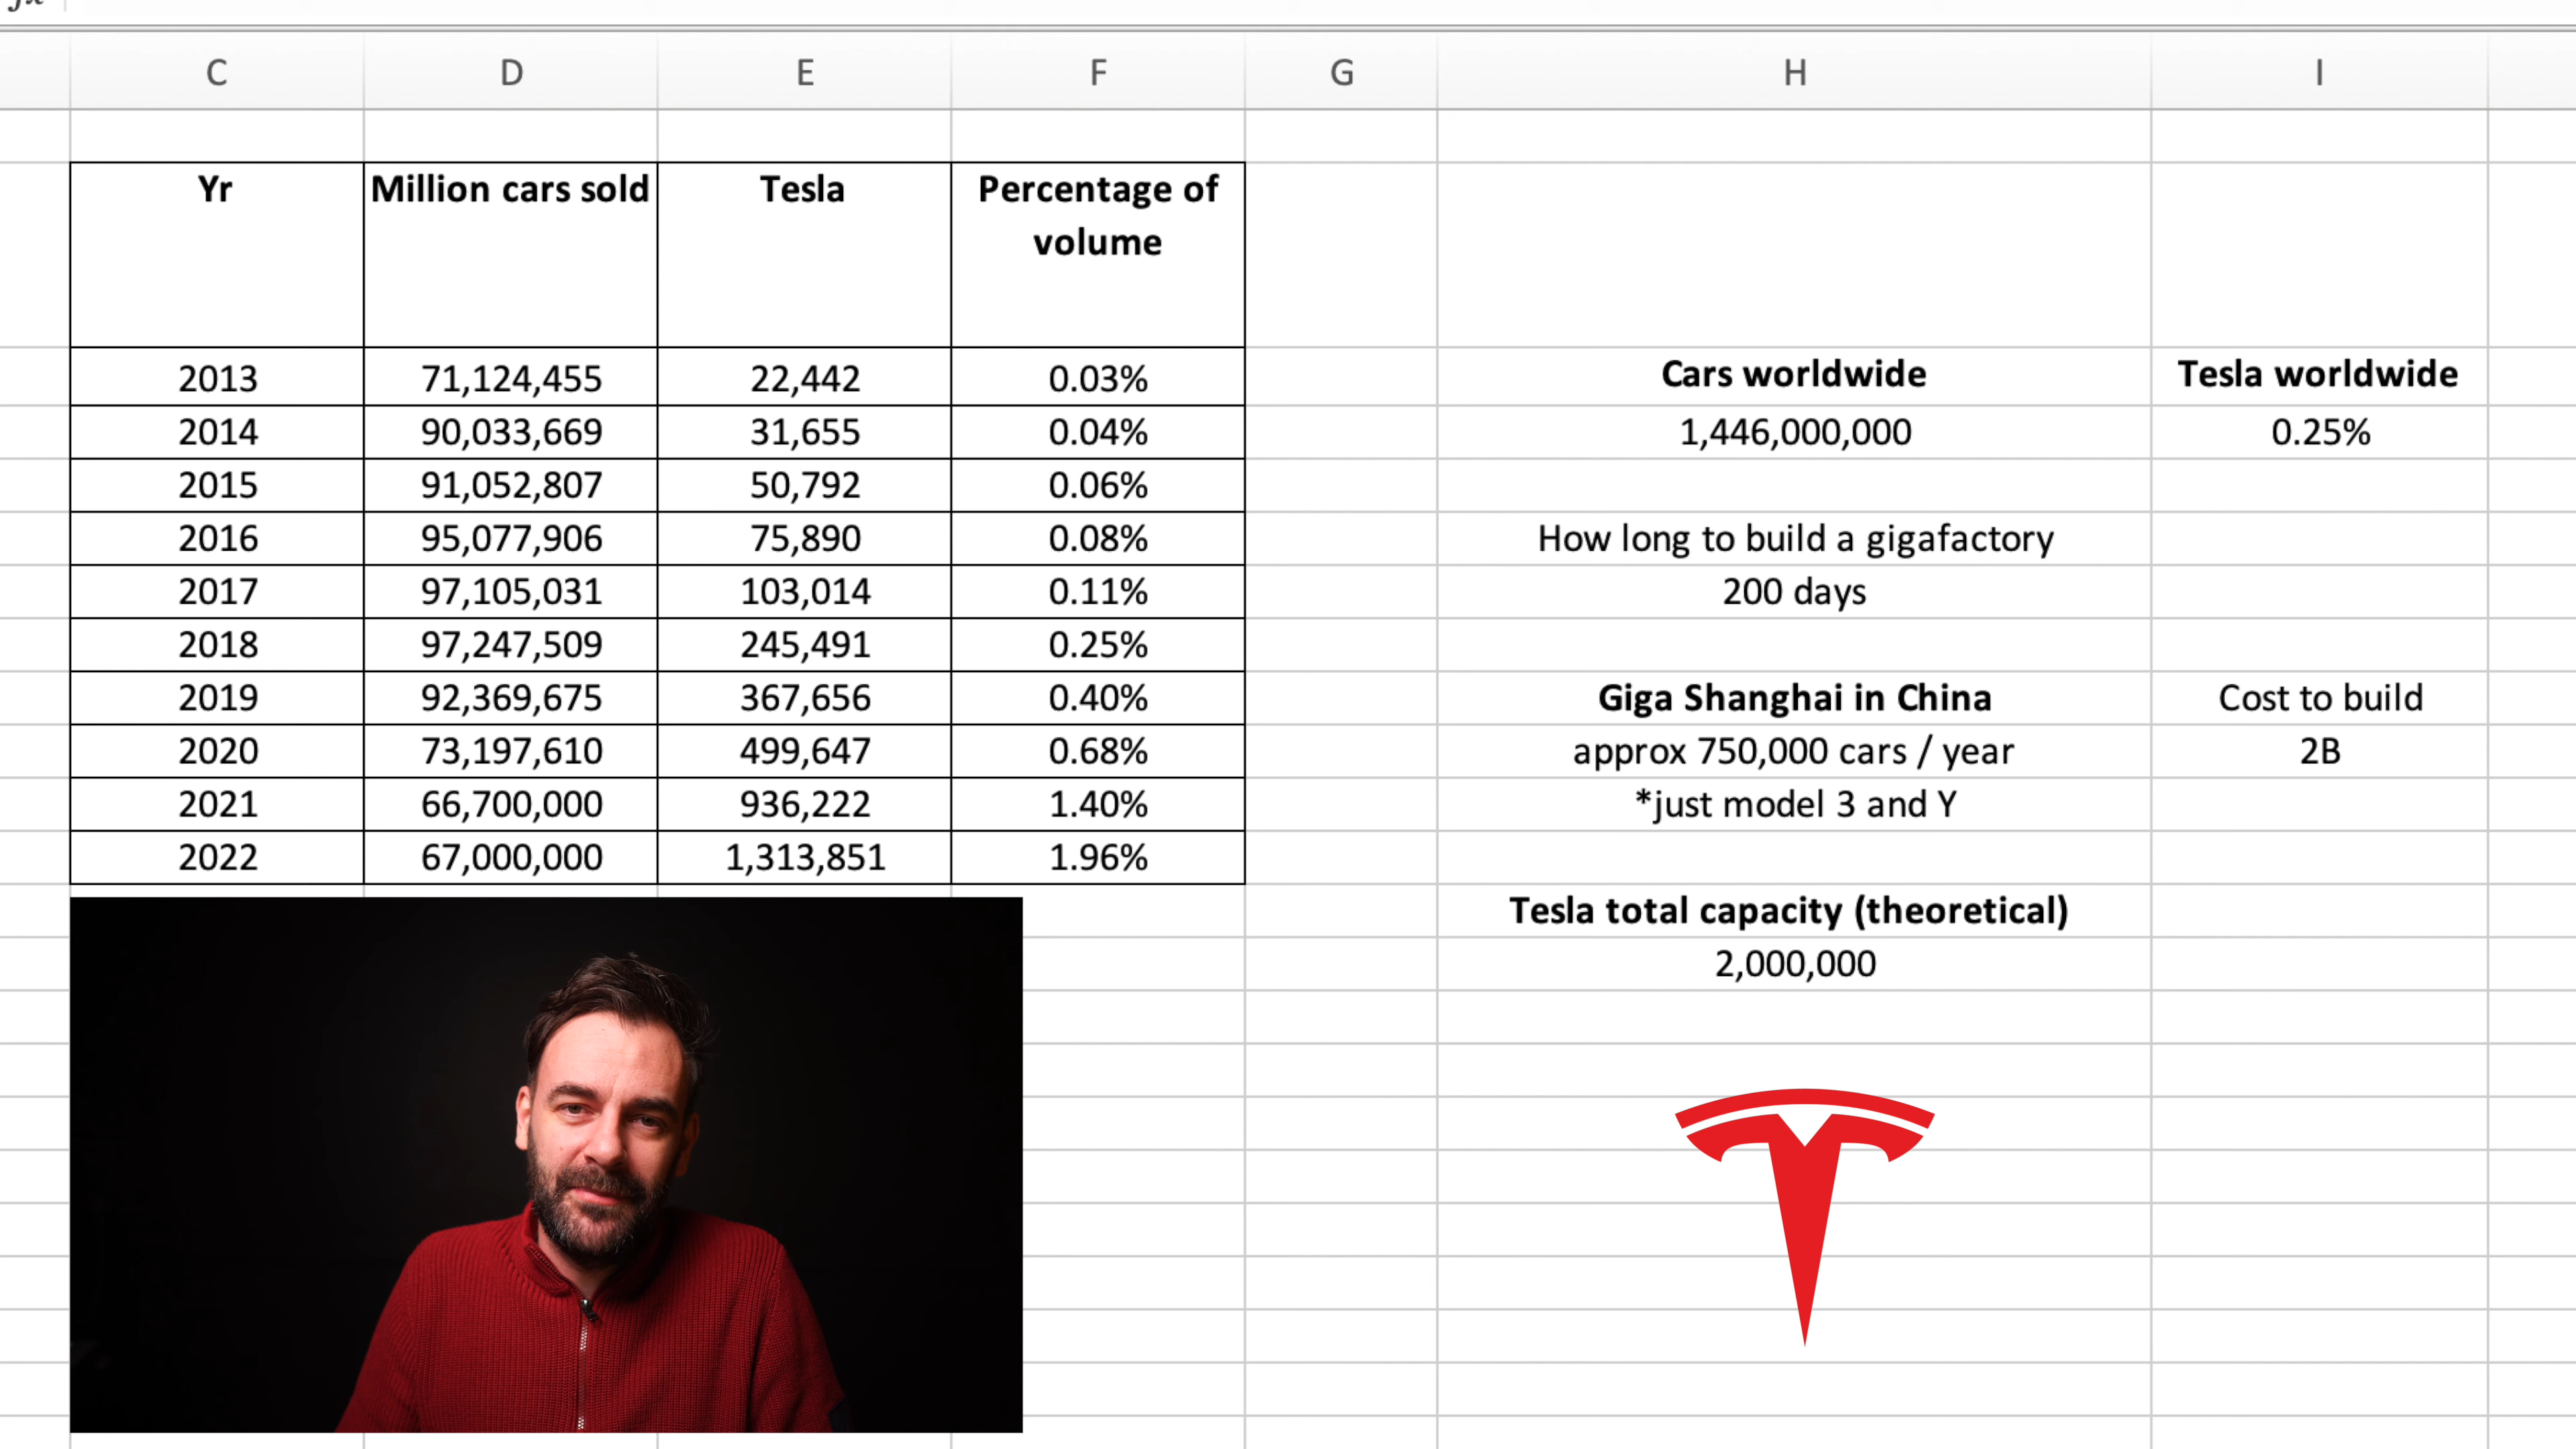 fx
C D E F G H I
Yr Million cars sold Tesla Percentage of
volume
2013 71,124,455 22,442 0.03% Cars worldwide Tesla worldwide
2014 90,033,669 31,655 0.04% 1,446,000,000 0.25%
2015 91,052,807 50,792 0.06%
2016 95,077,906 75,890 0.08% How long to build a gigafactory
2017 97,105,031 103,014 0.11% 200 days
2018 97,247,509 245,491 0.25%
2019 92,369,675 367,656 0.40% Giga Shanghai in China Cost to build
2020 73,197,610 499,647 0.68% approx 750,000 cars / year 2B
2021 66,700,000 936,222 1.40% *just model 3 and Y
2022 67,000,000 1,313,851 1.96%
Tesla total capacity (theoretical)
2,000,000